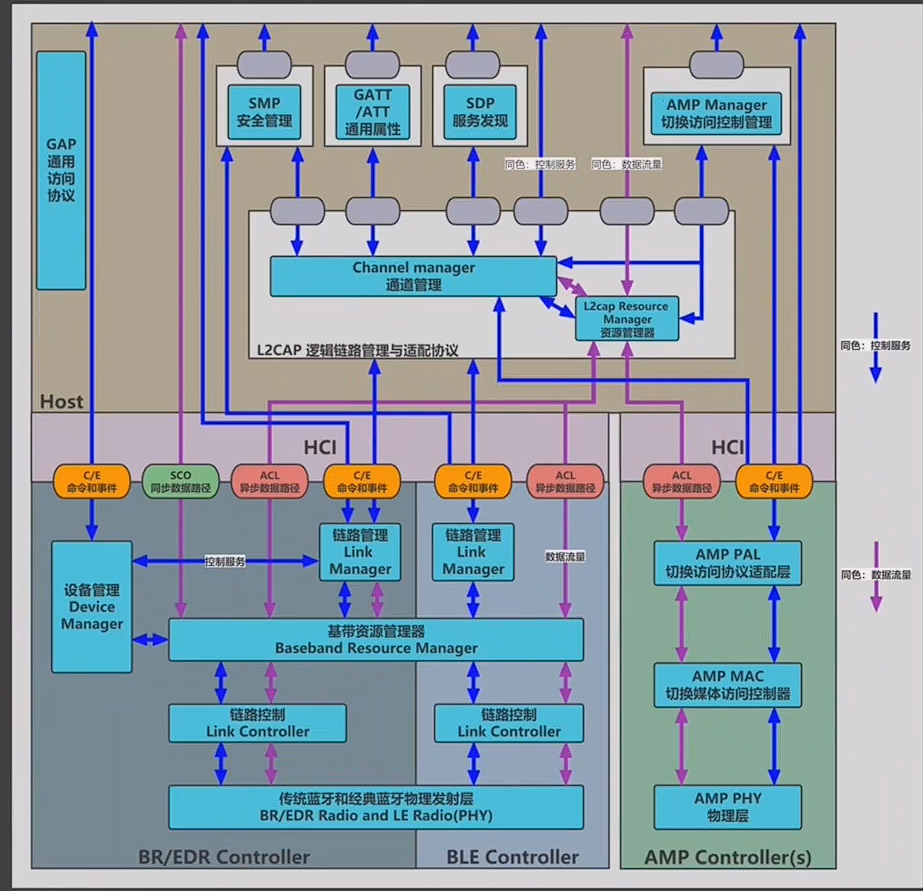 GAP
通用
访问
协议
SMP
安全管理
GATT
/ATT
通用属性
SDP
服务发现
AMP Manager
切换访问控制管理
同色：控制服务
同色：数据流量
Channel manager
通道管理
L2cap Resource
Manager
资源管理器
L2CAP 逻辑链路管理与适配协议
同色：控制服务
Host
HCI
HCI
C/E
命令和事件
SCO
同步数据路径
ACL
异步数据路径
C/E
命令和事件
C/E
命令和事件
ACL
异步数据路径
ACL
异步数据路径
C/E
命令和事件
设备管理
Device
Manager
控制服务
链路管理
Link
Manager
链路管理
Link
Manager
数据流量
AMP PAL
切换访问协议适配层
同色：数据流量
基带资源管理器
Baseband Resource Manager
AMP MAC
切换媒体访问控制器
链路控制
Link Controller
链路控制
Link Controller
传统蓝牙和经典蓝牙物理发射层
BR/EDR Radio and LE Radio(PHY)
AMP PHY
物理层
BR/EDR Controller
BLE Controller
AMP Controller(s)